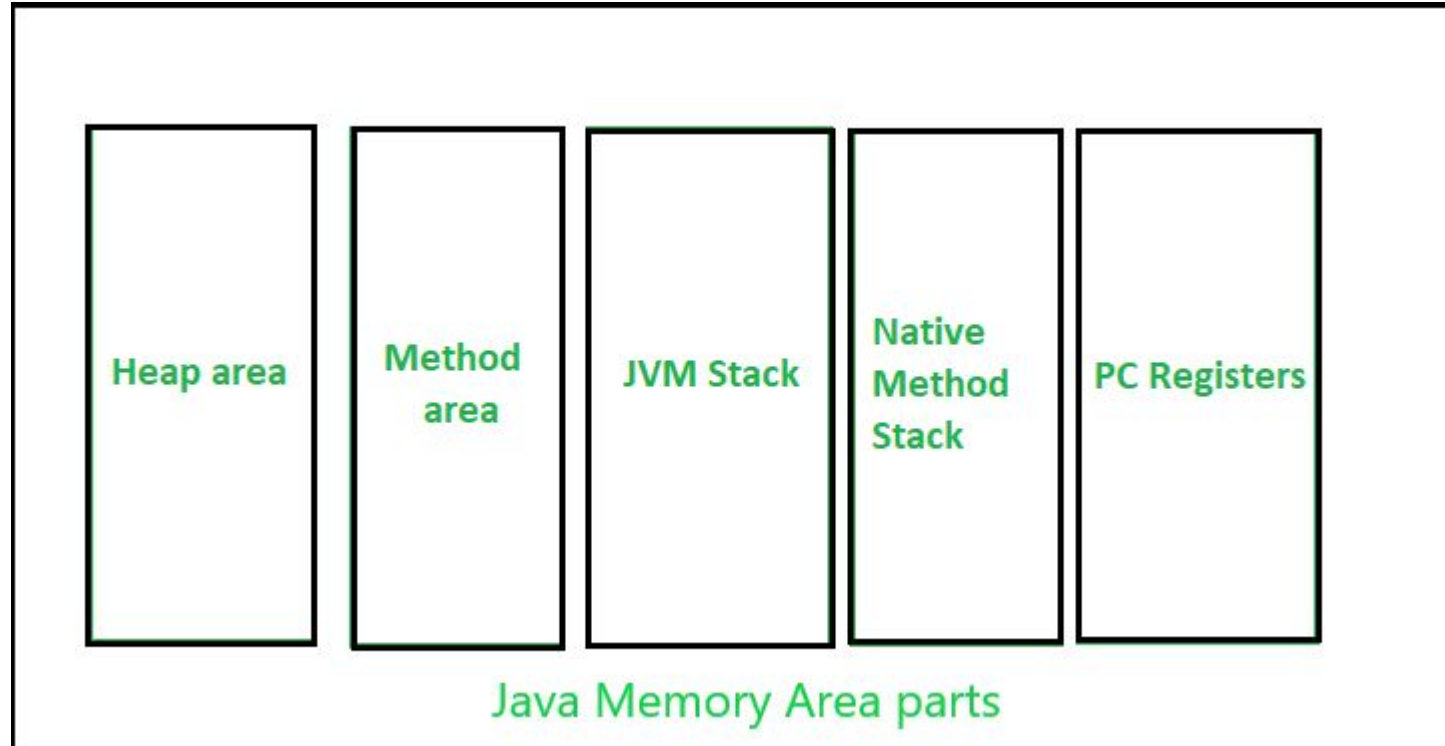 Heap area
Method
area
JVM Stack
Native
Method
Stack
PC Registers
Java Memory Area parts